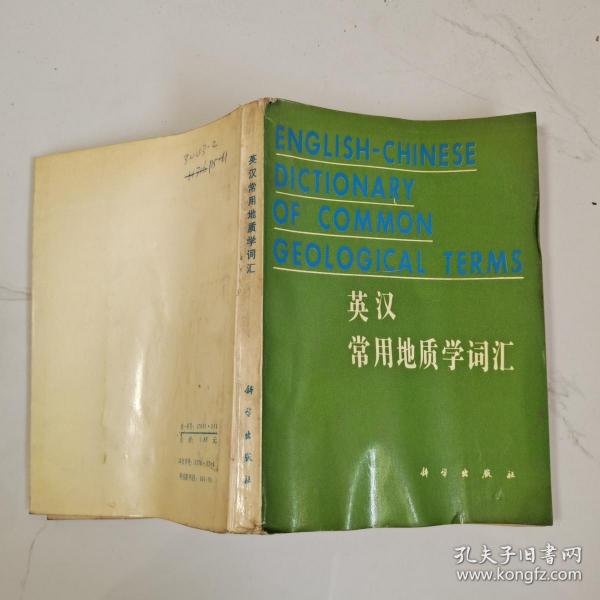 ENGLISH-CHINESE
DICTIONARY
OF COMMON
GEOLOGICAL TERMS
英汉
常用地质学词汇
科学出版社
英汉常用地质学词汇
科学出版社
孔夫子旧书网
www.kongfz.com